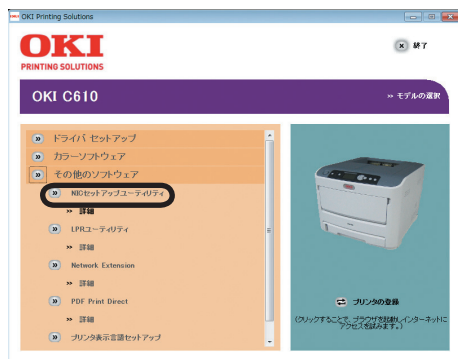 OKI Printing Solutions
OKI
PRINTING SOLUTIONS
終了
OKI C610
モデルの選択
ドライバ セットアップ
カラーソフトウェア
その他のソフトウェア
NICセットアップユーティリティ
詳細
LPRユーティリティ
詳細
Network Extension
詳細
PDF Print Direct
詳細
プリンタ表示言語セットアップ
プリンタの登録
(クリックすることで、ブラウザを起動し、インターネットに
アクセスを試みます。)